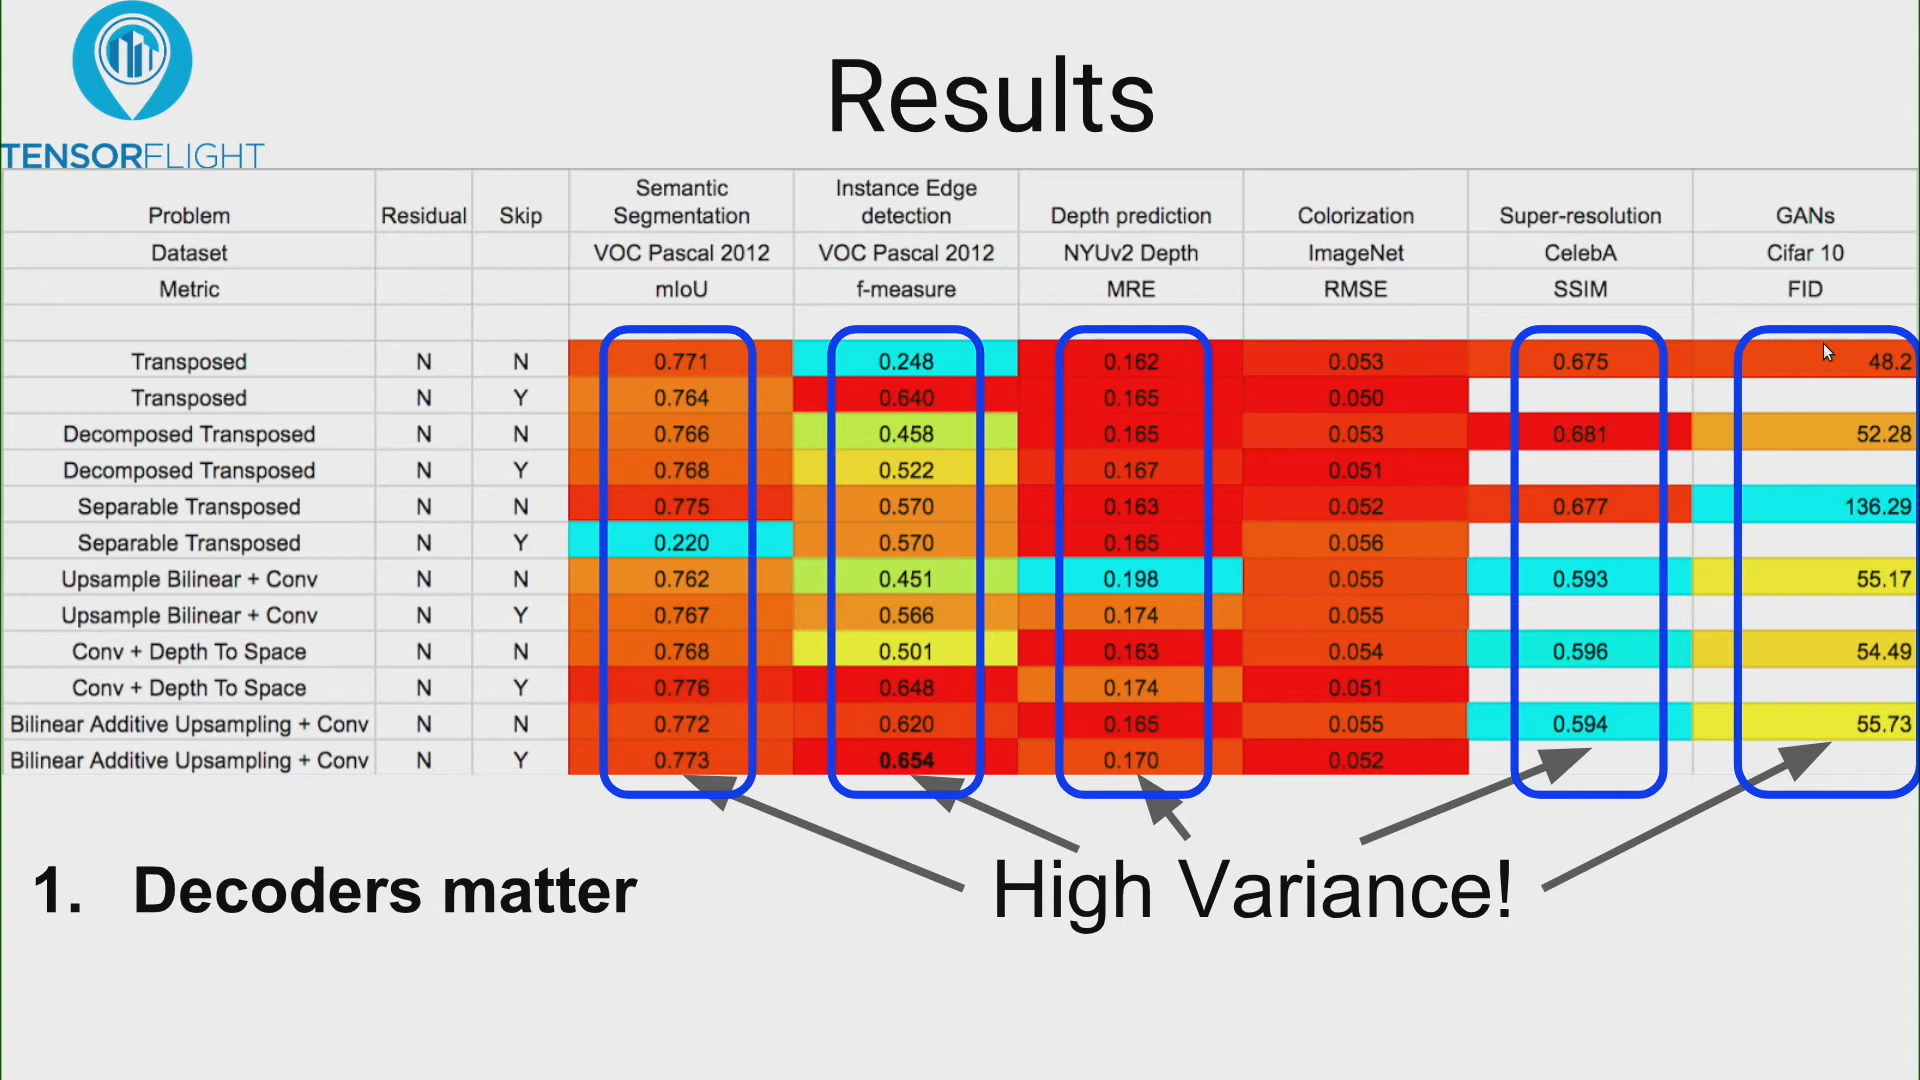 TENSORFLIGHT
Results
Problem Residual Skip Semantic Segmentation Instance Edge detection Depth prediction Colorization Super-resolution GANs
Dataset VOC Pascal 2012 VOC Pascal 2012 NYUv2 Depth ImageNet CelebA Cifar 10
Metric mIoU f-measure MRE RMSE SSIM FID
Transposed N N 0.771 0.248 0.162 0.053 0.675 48.2
Transposed N Y 0.764 0.640 0.165 0.050
Decomposed Transposed N N 0.766 0.458 0.165 0.053 0.681 52.28
Decomposed Transposed N Y 0.768 0.522 0.167 0.051
Separable Transposed N N 0.775 0.570 0.163 0.052 0.677 136.29
Separable Transposed N Y 0.220 0.570 0.165 0.056
Upsample Bilinear + Conv N N 0.762 0.451 0.198 0.055 0.593 55.17
Upsample Bilinear + Conv N Y 0.767 0.566 0.174 0.055
Conv + Depth To Space N N 0.768 0.501 0.163 0.054 0.596 54.49
Conv + Depth To Space N Y 0.776 0.648 0.174 0.051
Bilinear Additive Upsampling + Conv N N 0.772 0.620 0.165 0.055 0.594 55.73
Bilinear Additive Upsampling + Conv N Y 0.773 0.654 0.170 0.052
1. Decoders matter
High Variance!